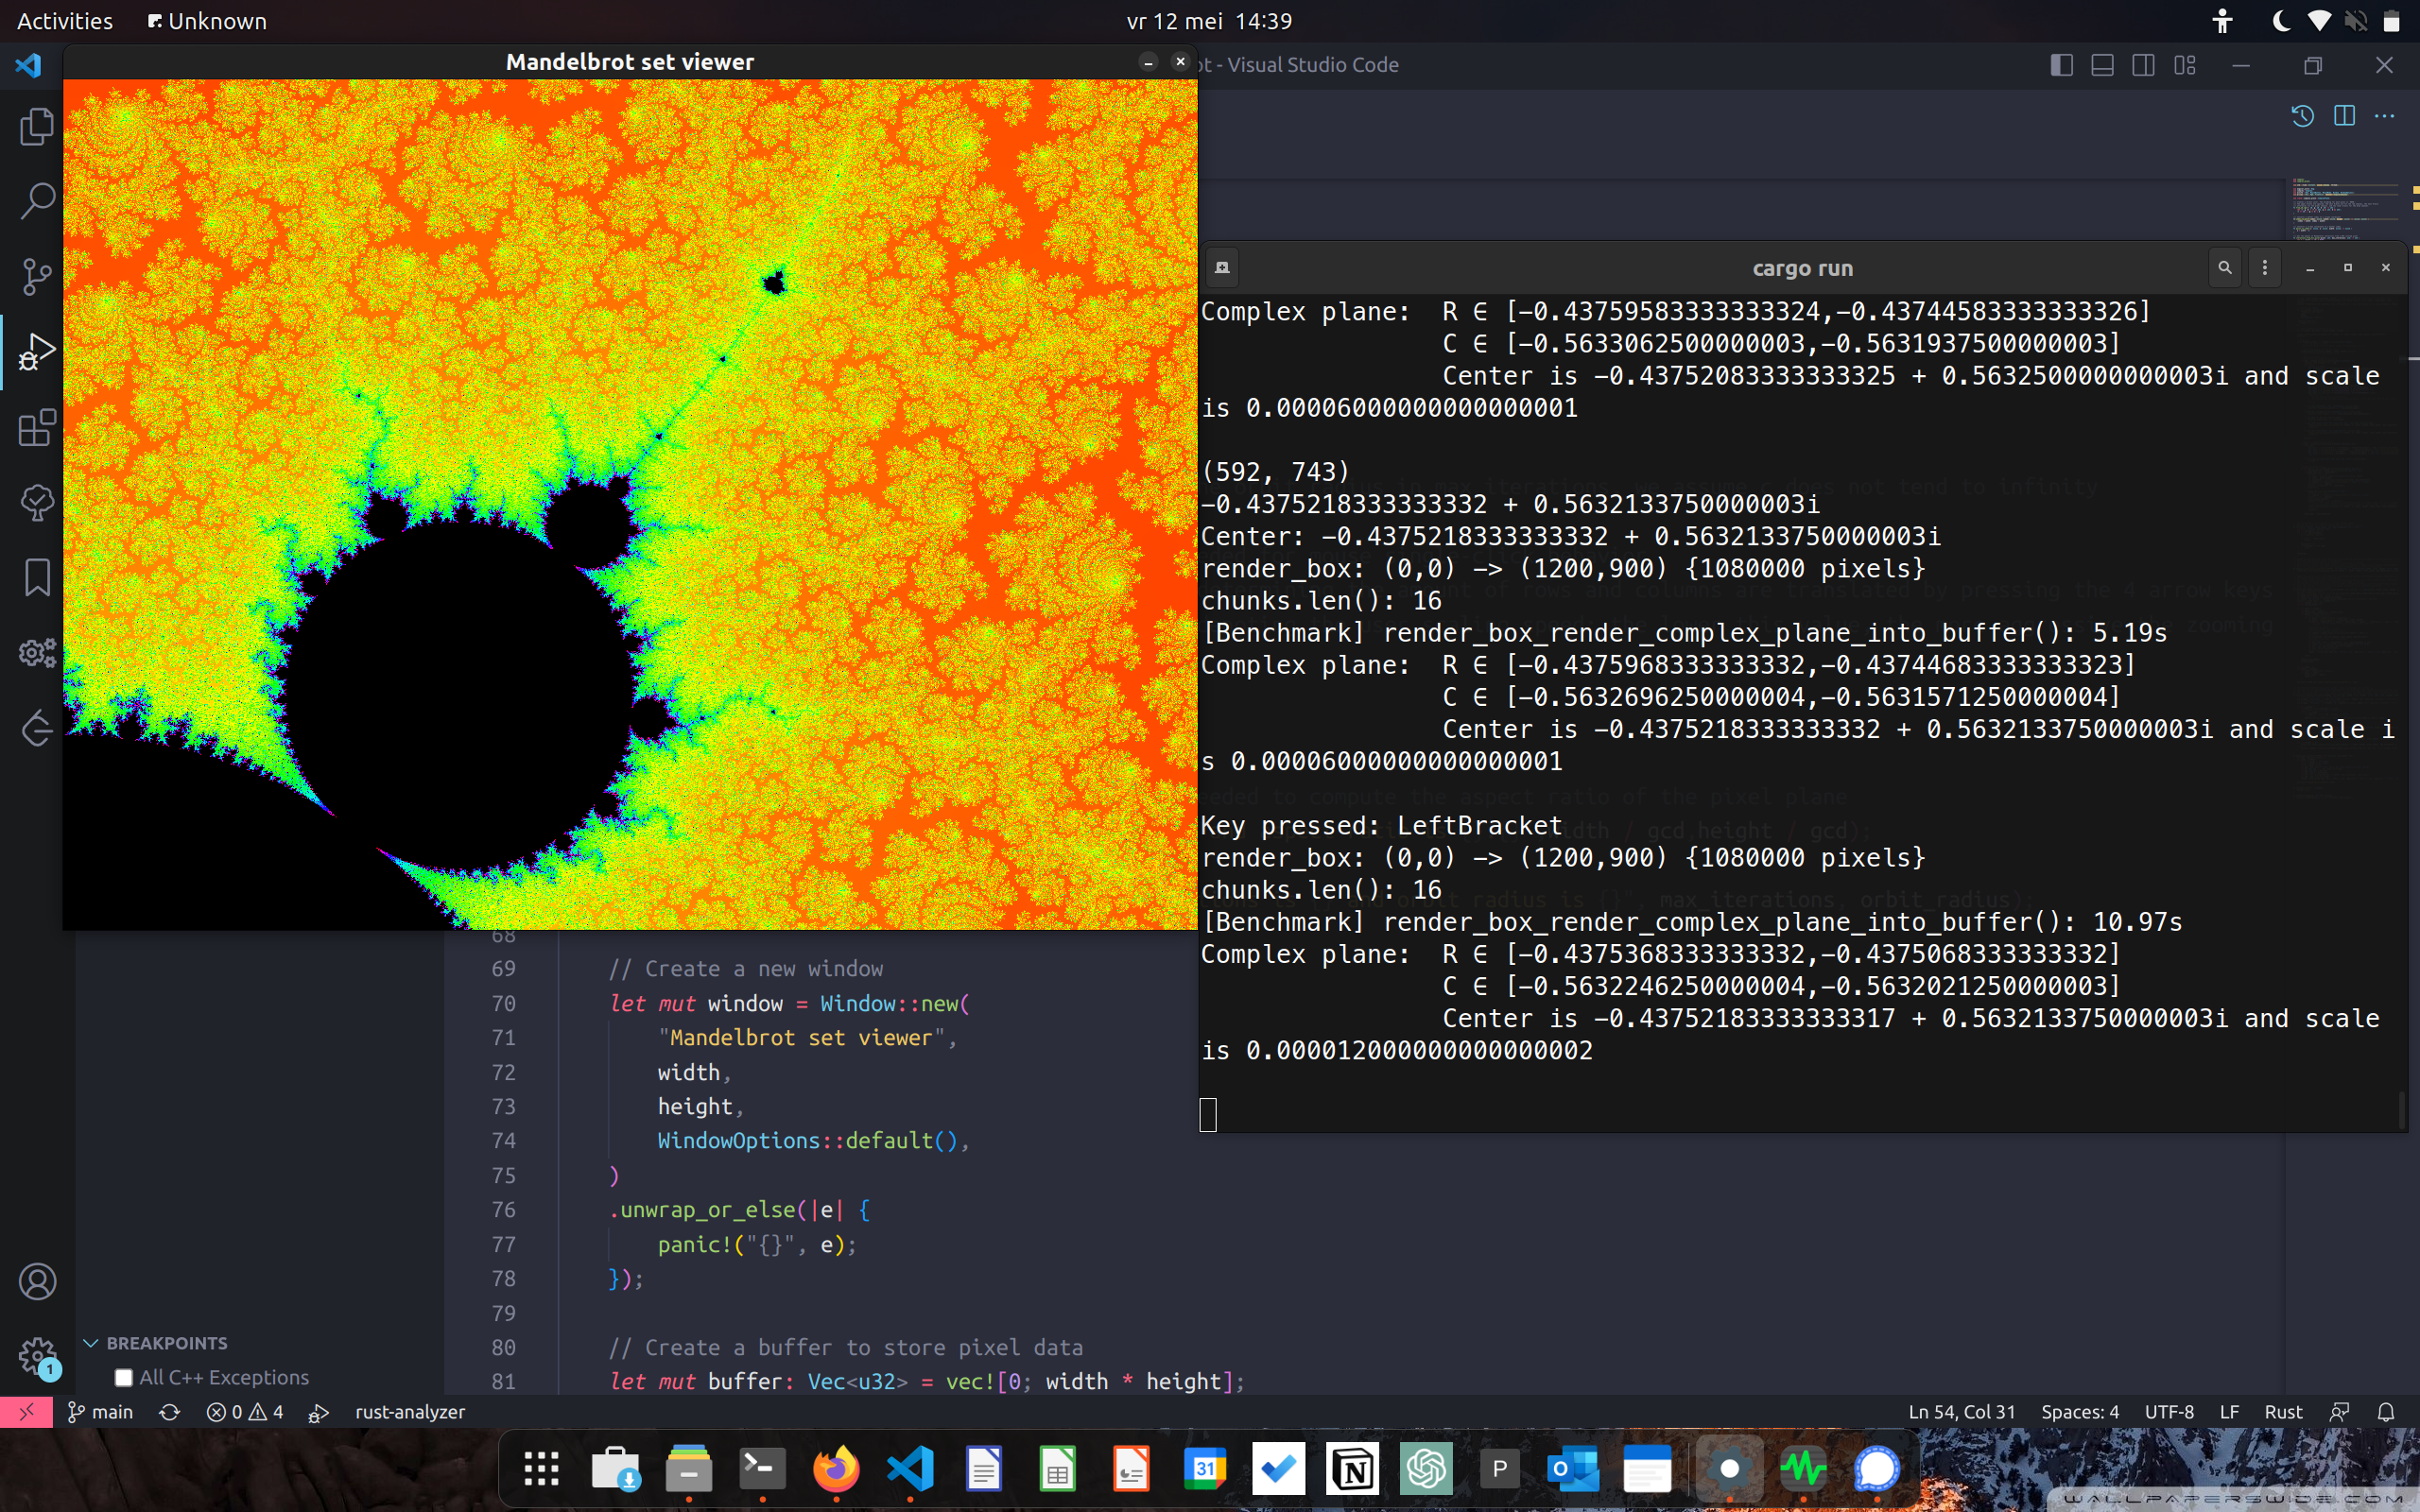 Activities
Unknown
vr 12 mei 14:39
Mandelbrot set viewer
ot - Visual Studio Code
cargo run
Complex plane: R ∈ [-0.43759583333333324,-0.43744583333333326]
C ∈ [-0.5633062500000003,-0.5631937500000003]
Center is -0.43752083333333325 + 0.5632500000000003i and scale
is 0.00006000000000000001
(592, 743)
-0.4375218333333332 + 0.5632133750000003i
Center: -0.4375218333333332 + 0.5632133750000003i
render_box: (0,0) -> (1200,900) {1080000 pixels}
chunks.len(): 16
[Benchmark] render_box_render_complex_plane_into_buffer(): 5.19s
Complex plane: R ∈ [-0.4375968333333332,-0.43744683333333323]
C ∈ [-0.5632696250000004,-0.5631571250000004]
Center is -0.4375218333333332 + 0.5632133750000003i and scale i
s 0.00006000000000000001
Key pressed: LeftBracket
render_box: (0,0) -> (1200,900) {1080000 pixels}
chunks.len(): 16
[Benchmark] render_box_render_complex_plane_into_buffer(): 10.97s
Complex plane: R ∈ [-0.4375368333333332,-0.4375068333333332]
C ∈ [-0.5632246250000004,-0.5632021250000003]
Center is -0.43752183333333317 + 0.5632133750000003i and scale
is 0.000012000000000000002
68
69 // Create a new window
70 let mut window = Window::new(
71 "Mandelbrot set viewer",
72 width,
73 height,
74 WindowOptions::default(),
75 )
76 .unwrap_or_else(|e| {
77 panic!("{}", e);
78 });
79
80 // Create a buffer to store pixel data
81 let mut buffer: Vec<u32> = vec![0; width * height];
BREAKPOINTS
All C++ Exceptions
1
main
0
4
rust-analyzer
Ln 54, Col 31
Spaces: 4
UTF-8
LF
Rust
31
P
WALLPAPERSWIDE.COM